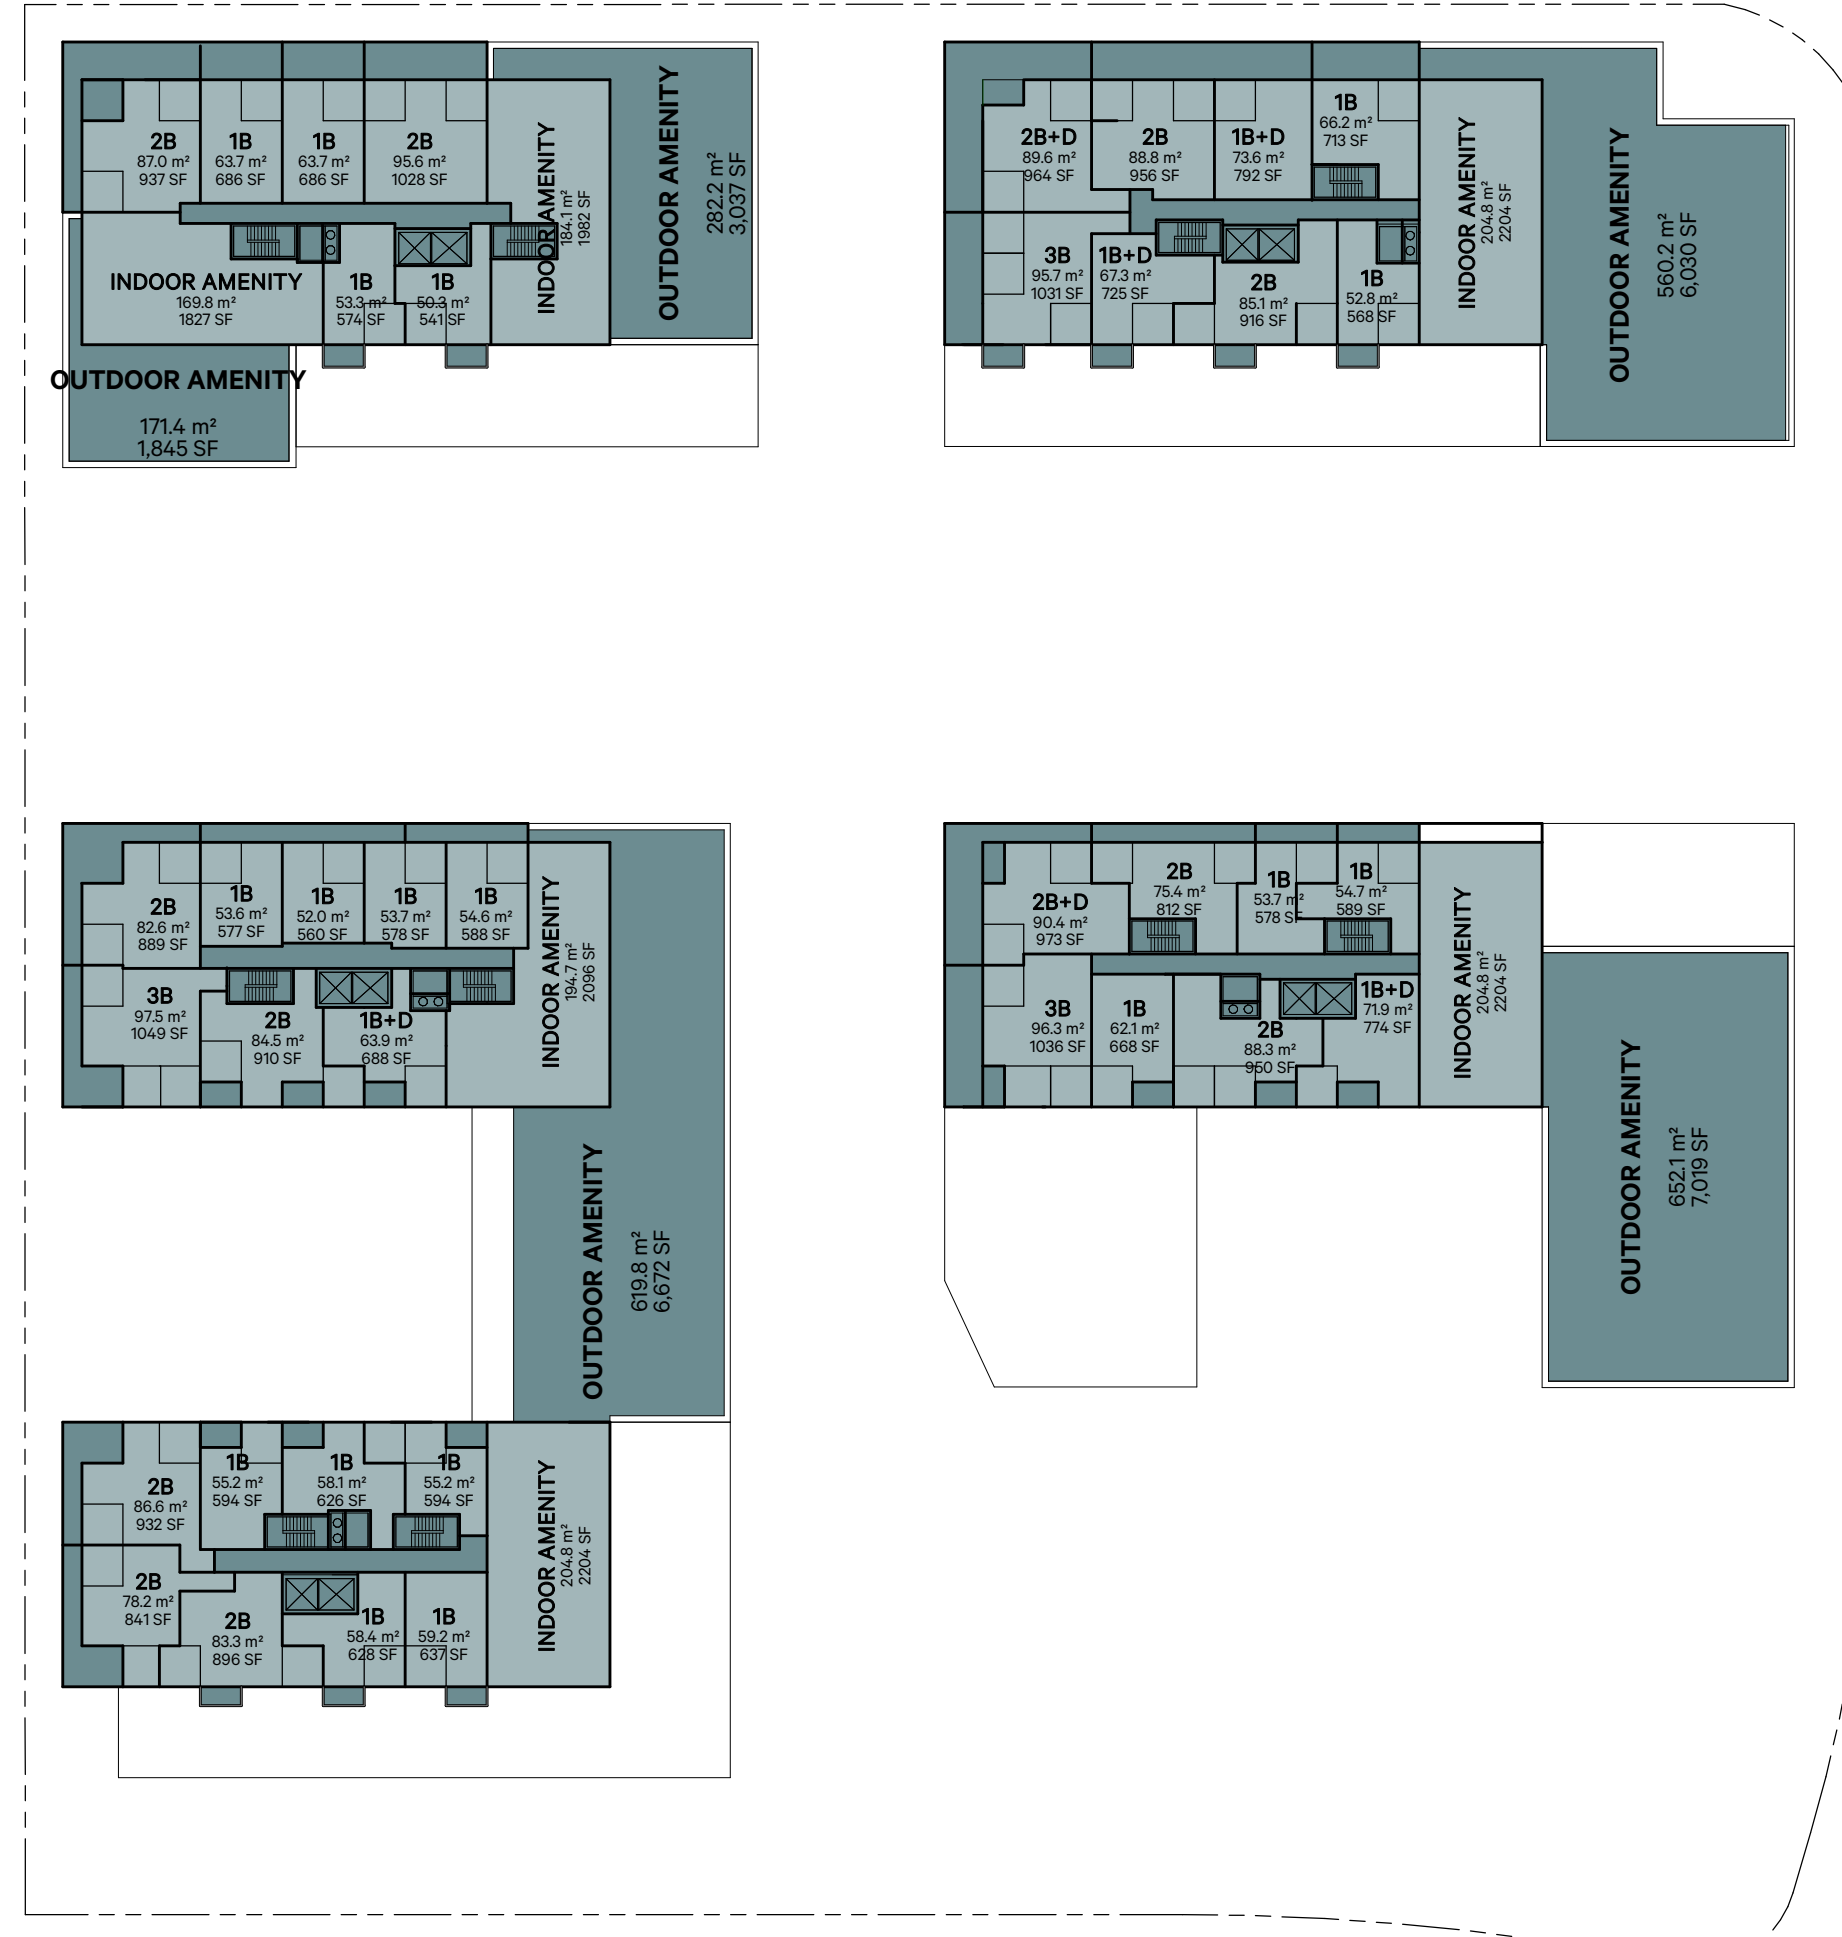 2B
87.0 m²
937 SF
1B
63.7 m²
686 SF
1B
63.7 m²
686 SF
2B
95.6 m²
1028 SF
INDOOR AMENITY
184.1 m²
1982 SF
OUTDOOR AMENITY
282.2 m²
3,037 SF
INDOOR AMENITY
169.8 m²
1827 SF
1B
53.3 m²
574 SF
1B
50.3 m²
541 SF
OUTDOOR AMENITY
171.4 m²
1,845 SF
2B+D
89.6 m²
964 SF
2B
88.8 m²
956 SF
1B+D
73.6 m²
792 SF
1B
66.2 m²
713 SF
INDOOR AMENITY
204.8 m²
2204 SF
OUTDOOR AMENITY
560.2 m²
6,030 SF
3B
95.7 m²
1031 SF
1B+D
67.3 m²
725 SF
2B
85.1 m²
916 SF
1B
52.8 m²
568 SF
2B
82.6 m²
889 SF
1B
53.6 m²
577 SF
1B
52.0 m²
560 SF
1B
53.7 m²
578 SF
1B
54.6 m²
588 SF
INDOOR AMENITY
194.7 m²
2096 SF
3B
97.5 m²
1049 SF
2B
84.5 m²
910 SF
1B+D
63.9 m²
688 SF
OUTDOOR AMENITY
619.8 m²
6,672 SF
2B+D
90.4 m²
973 SF
2B
75.4 m²
812 SF
1B
53.7 m²
578 SF
1B
54.7 m²
589 SF
INDOOR AMENITY
204.8 m²
2204 SF
3B
96.3 m²
1036 SF
1B
62.1 m²
668 SF
2B
88.3 m²
950 SF
1B+D
71.9 m²
774 SF
OUTDOOR AMENITY
652.1 m²
7,019 SF
2B
86.6 m²
932 SF
1B
55.2 m²
594 SF
1B
58.1 m²
626 SF
1B
55.2 m²
594 SF
INDOOR AMENITY
204.8 m²
2204 SF
2B
78.2 m²
841 SF
2B
83.3 m²
896 SF
1B
58.4 m²
628 SF
1B
59.2 m²
637 SF